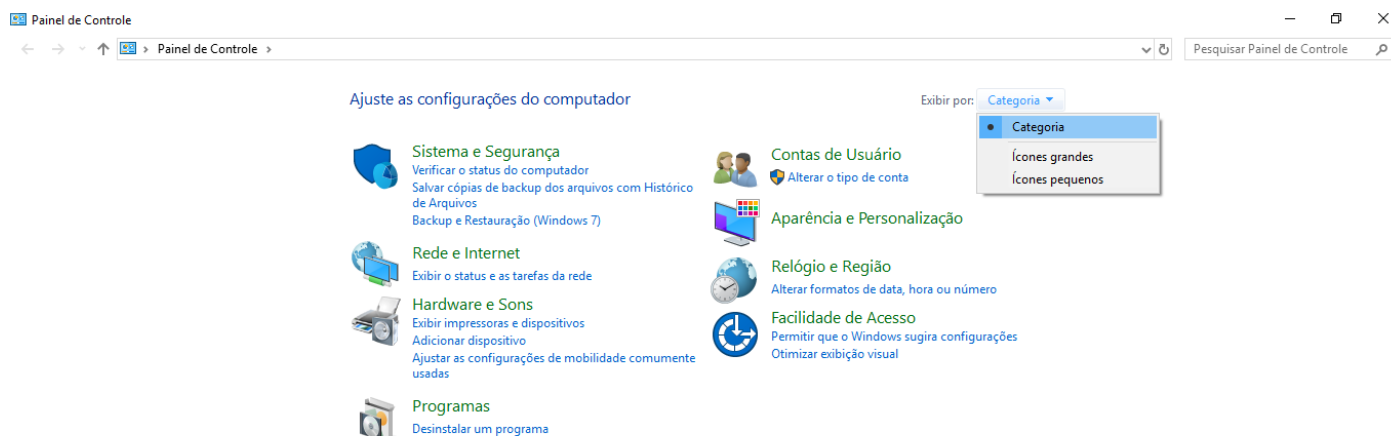 Painel de Controle
Painel de Controle
Pesquisar Painel de Controle
Ajuste as configurações do computador
Exibir por: Categoria
Categoria
Ícones grandes
Ícones pequenos
Sistema e Segurança
Verificar o status do computador
Salvar cópias de backup dos arquivos com Histórico
de Arquivos
Backup e Restauração (Windows 7)
Rede e Internet
Exibir o status e as tarefas da rede
Hardware e Sons
Exibir impressoras e dispositivos
Adicionar dispositivo
Ajustar as configurações de mobilidade comumente
usadas
Programas
Desinstalar um programa
Contas de Usuário
Alterar o tipo de conta
Aparência e Personalização
Relógio e Região
Alterar formatos de data, hora ou número
Facilidade de Acesso
Permitir que o Windows sugira configurações
Otimizar exibição visual